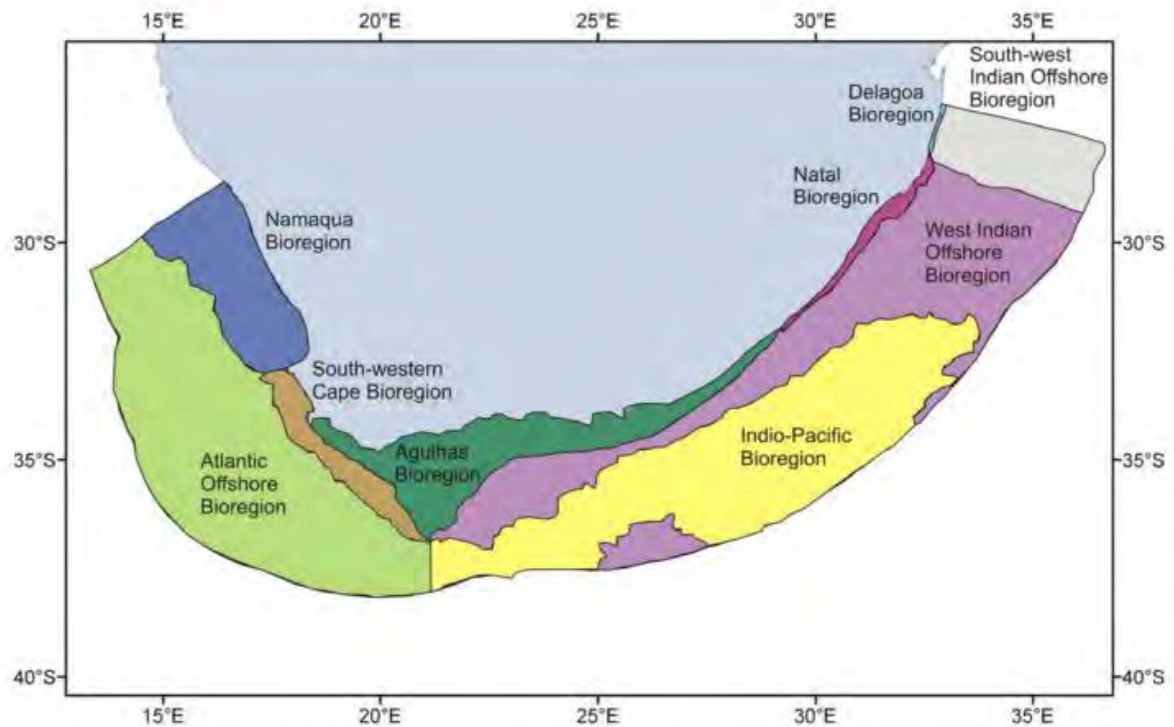 15°E
20°E
25°E
30°E
35°E
South-west
Indian Offshore
Bioregion
Delagoa
Bioregion
Natal
Bioregion
Namaqua
Bioregion
30°S
30°S
West Indian
Offshore
Bioregion
South-western
Cape Bioregion
Indio-Pacific
Bioregion
Agulhas
Bioregion
35°S
35°S
Atlantic
Offshore
Bioregion
40°S
40°S
15°E
20°E
25°E
30°E
35°E